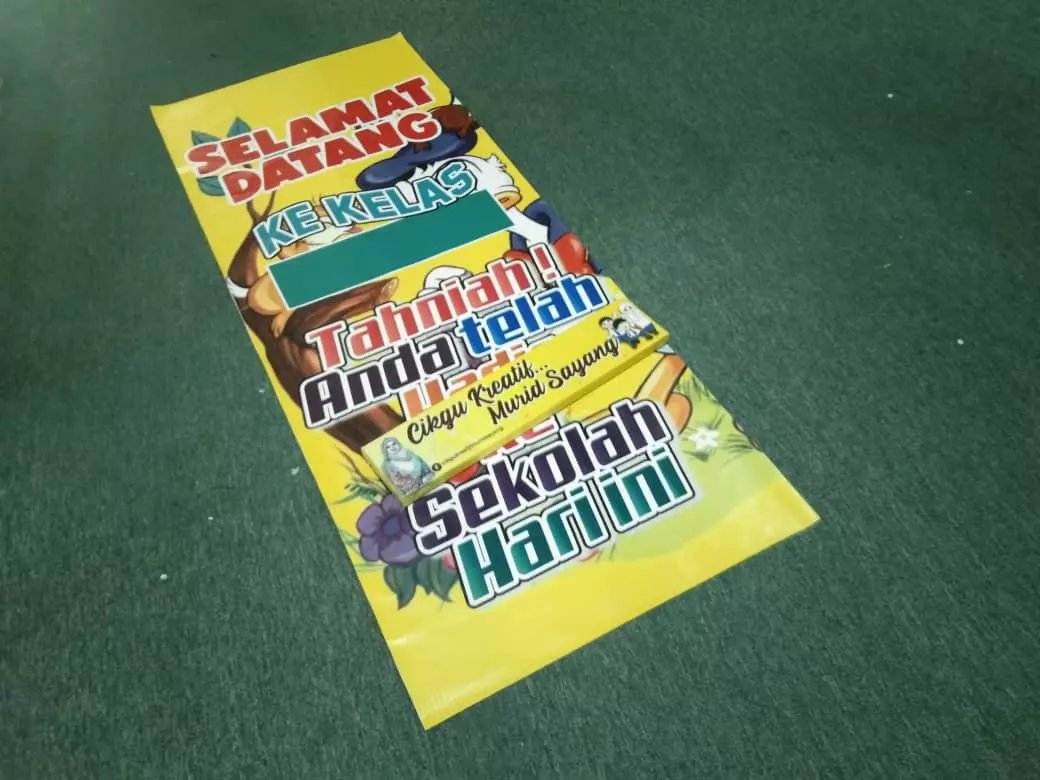 SELAMAT
DATANG
KE KELAS
Tahniah !
Anda telah
Cikgu Kreatif...
Murid Sayang
Sekolah
Hari ini